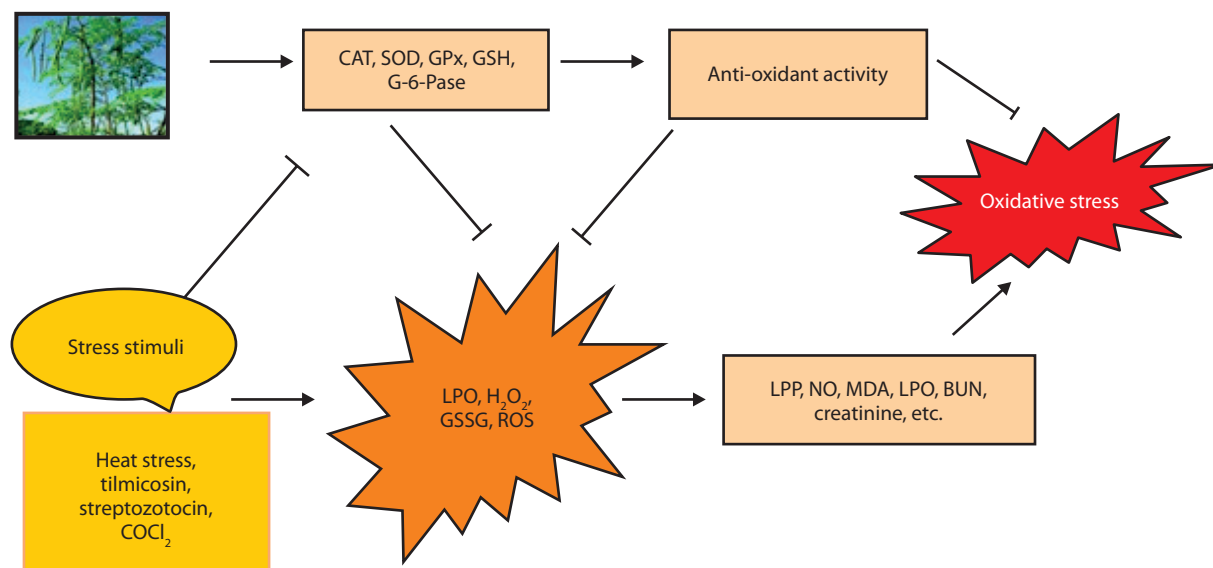 CAT, SOD, GPx, GSH,
G-6-Pase
Anti-oxidant activity
Oxidative stress
Stress stimuli
LPO, H₂O₂,
GSSG, ROS
LPP, NO, MDA, LPO, BUN,
creatinine, etc.
Heat stress,
tilmicosin,
streptozotocin,
COCl₂